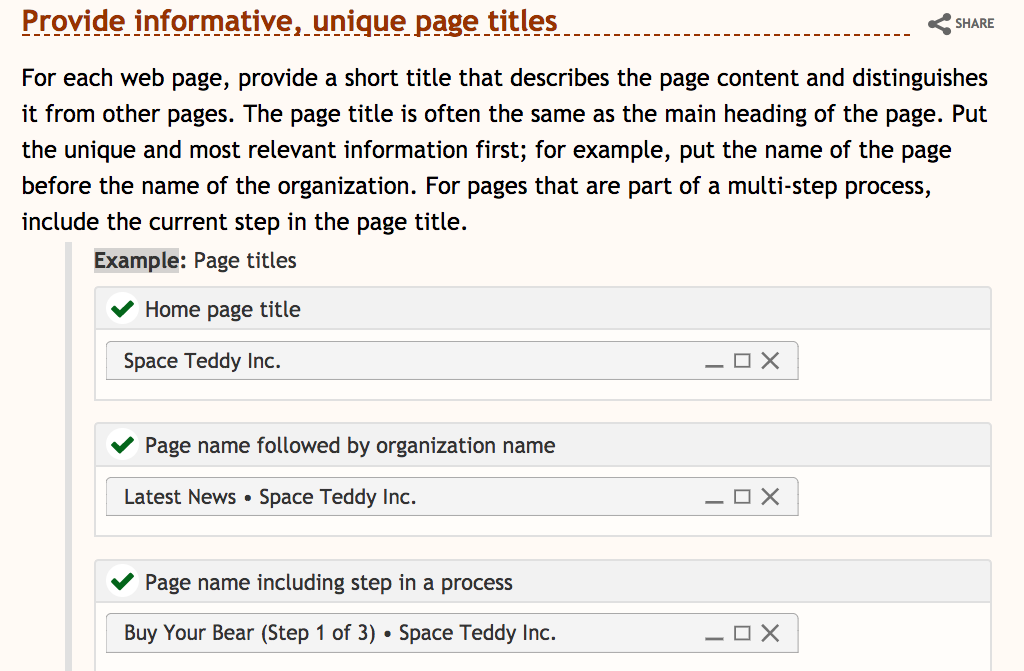 Provide informative, unique page titles
SHARE
For each web page, provide a short title that describes the page content and distinguishes
it from other pages. The page title is often the same as the main heading of the page. Put
the unique and most relevant information first; for example, put the name of the page
before the name of the organization. For pages that are part of a multi-step process,
include the current step in the page title.
Example: Page titles
Home page title
Space Teddy Inc.
Page name followed by organization name
Latest News • Space Teddy Inc.
Page name including step in a process
Buy Your Bear (Step 1 of 3) • Space Teddy Inc.